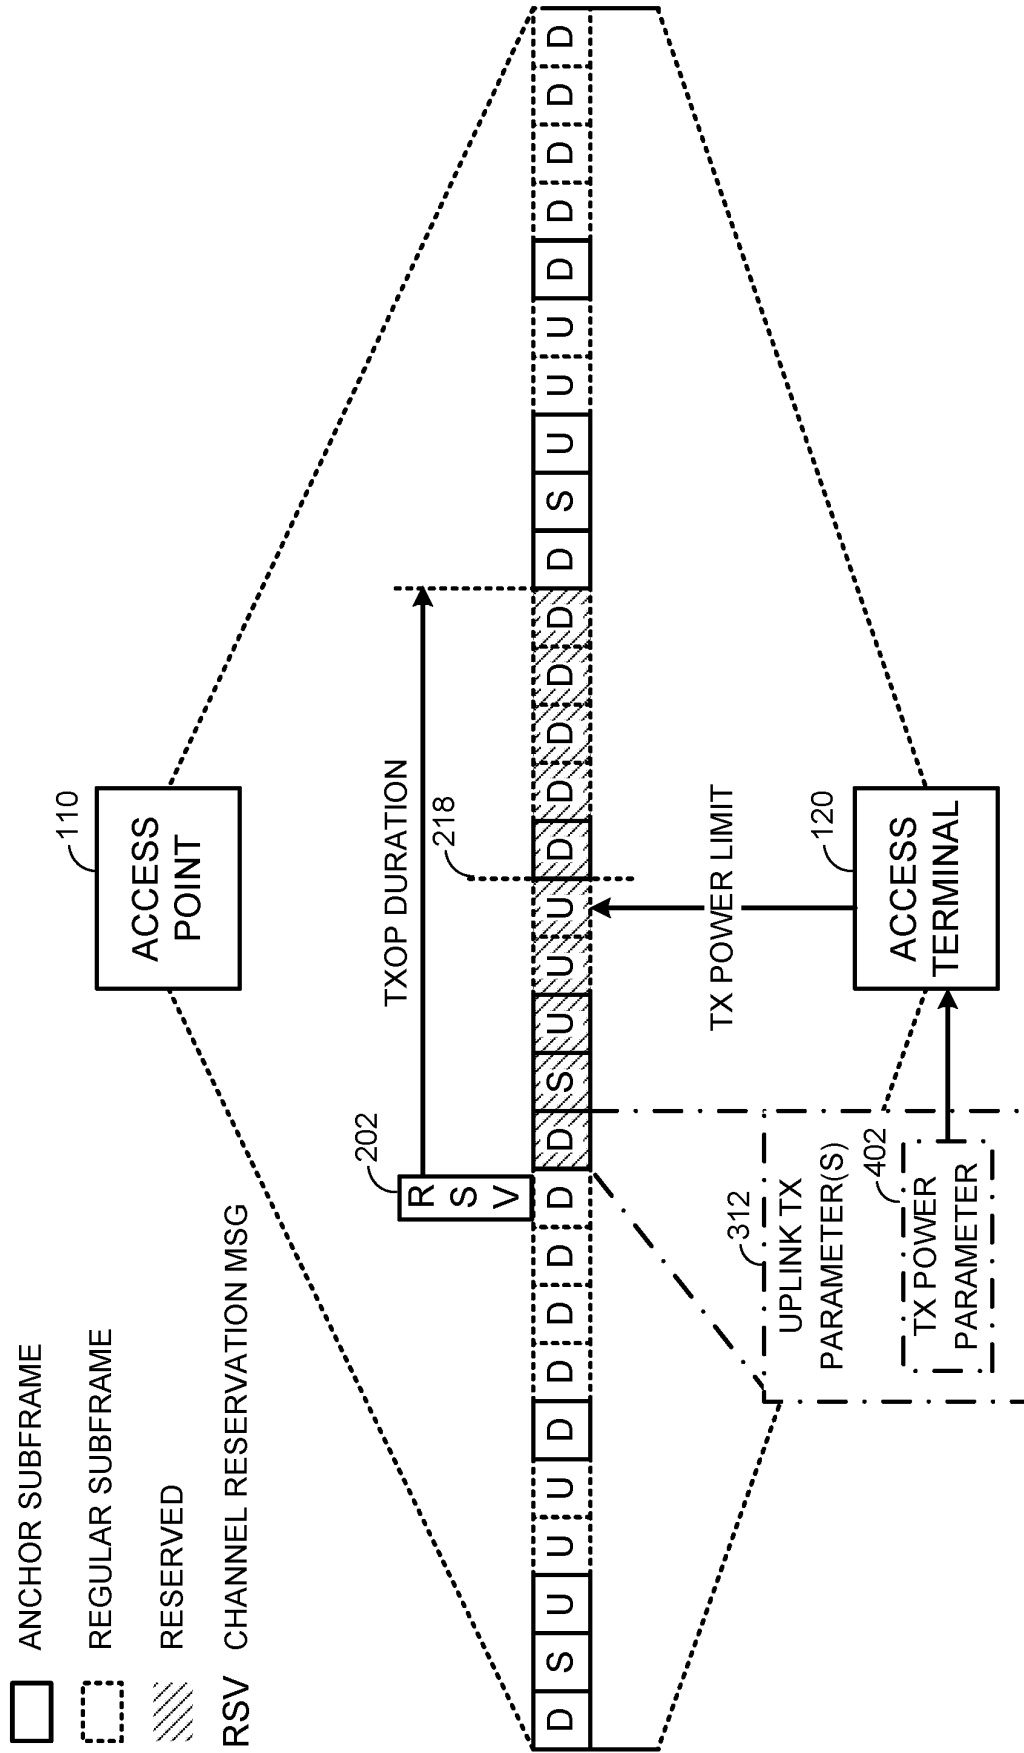 ANCHOR SUBFRAME
REGULAR SUBFRAME
RESERVED
RSV CHANNEL RESERVATION MSG
110
ACCESS
POINT
202
TXOP DURATION
218
R
S
V
D S U U U D D D D D D S U U U D D D D D D S U U U D D D D D
TX POWER LIMIT
312
UPLINK TX
PARAMETER(S)
402
TX POWER
PARAMETER
120
ACCESS
TERMINAL